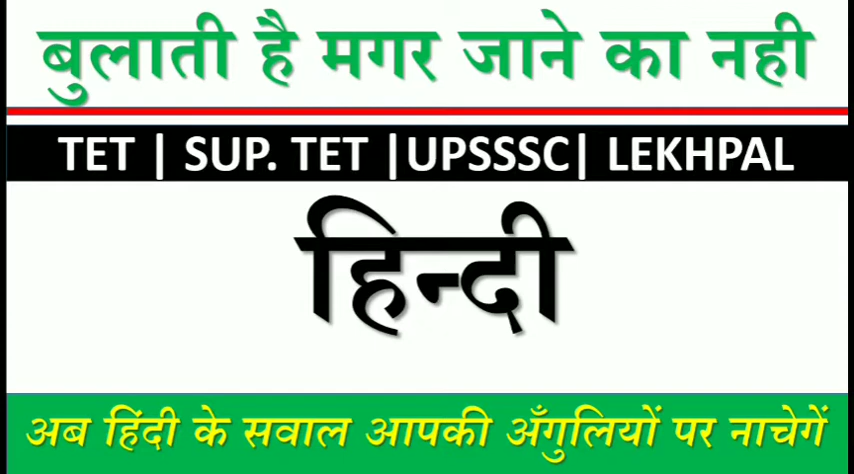 बुलाती है मगर जाने का नही
TET | SUP. TET |UPSSSC| LEKHPAL
हिन्दी
अब हिंदी के सवाल आपकी अँगुलियों पर नाचेगें